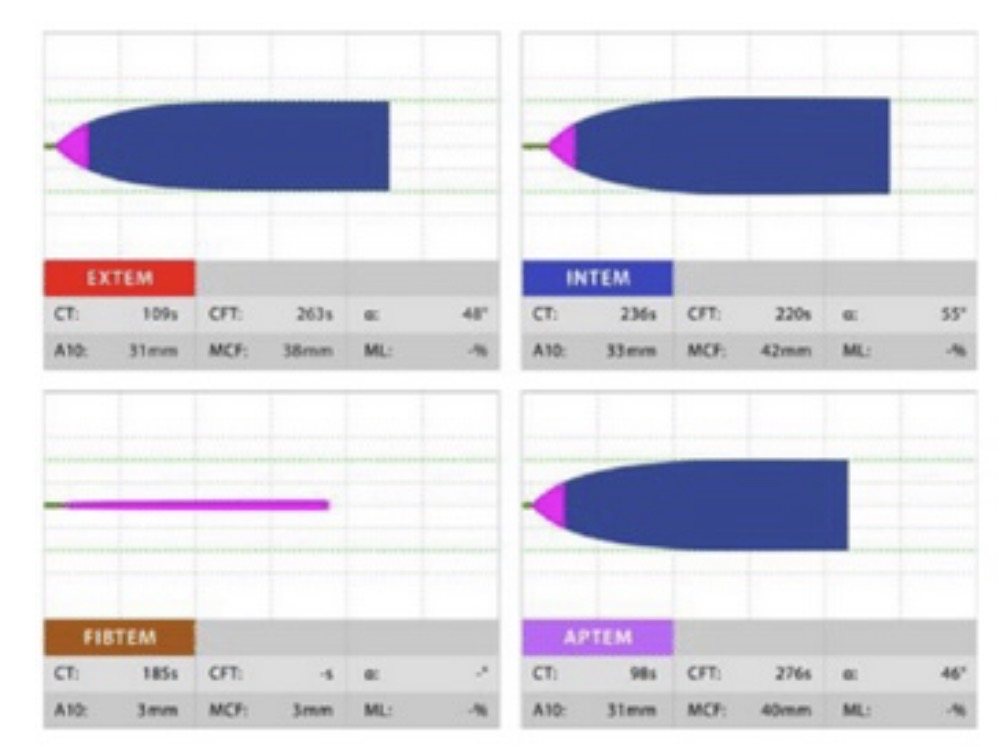 EXTEM
CT: 109s CFT: 263s α: 48°
A10: 31mm MCF: 38mm ML: -%
INTEM
CT: 236s CFT: 220s α: 55°
A10: 33mm MCF: 42mm ML: -%
FIBTEM
CT: 185s CFT: -s α: -°
A10: 3mm MCF: 3mm ML: -%
APTEM
CT: 98s CFT: 276s α: 46°
A10: 31mm MCF: 40mm ML: -%